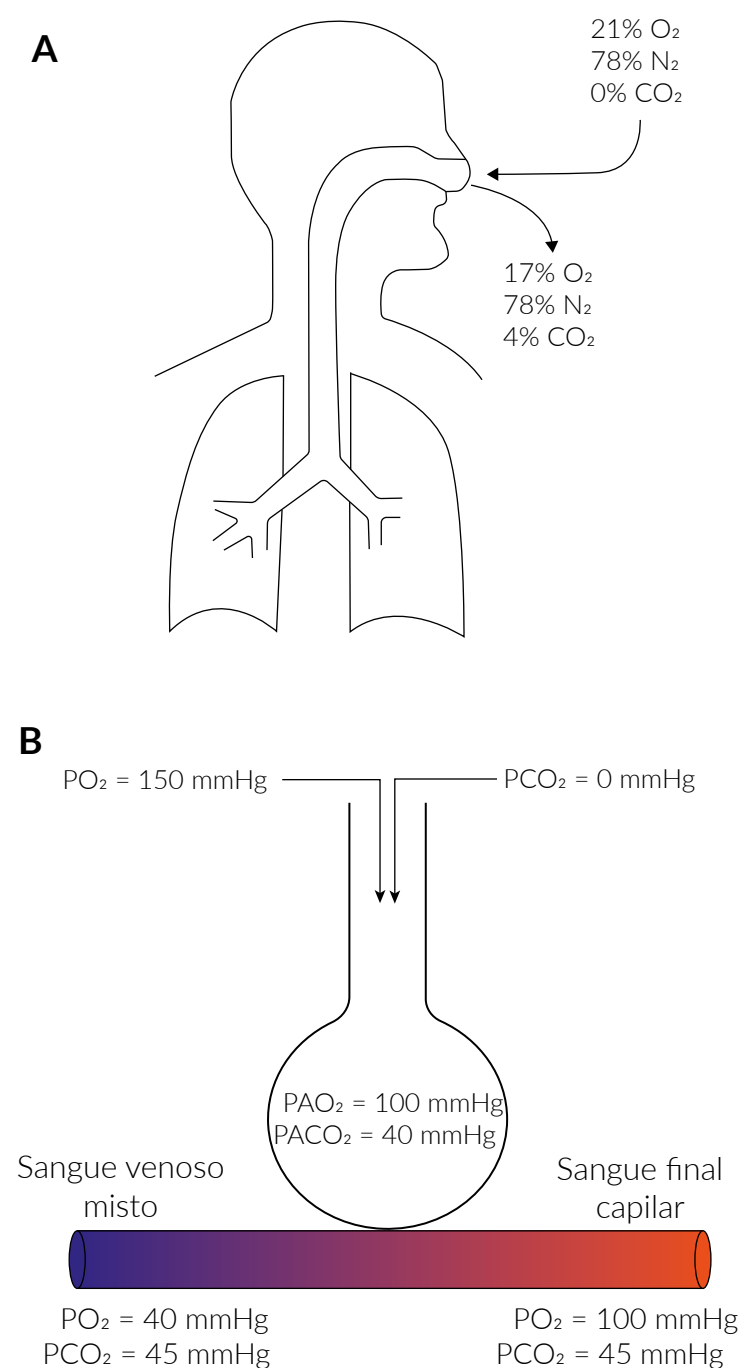 A
21% O₂
78% N₂
0% CO₂
17% O₂
78% N₂
4% CO₂
B
PO₂ = 150 mmHg
PCO₂ = 0 mmHg
PAO₂ = 100 mmHg
PACO₂ = 40 mmHg
Sangue venoso
misto
Sangue final
capilar
PO₂ = 40 mmHg
PCO₂ = 45 mmHg
PO₂ = 100 mmHg
PCO₂ = 45 mmHg